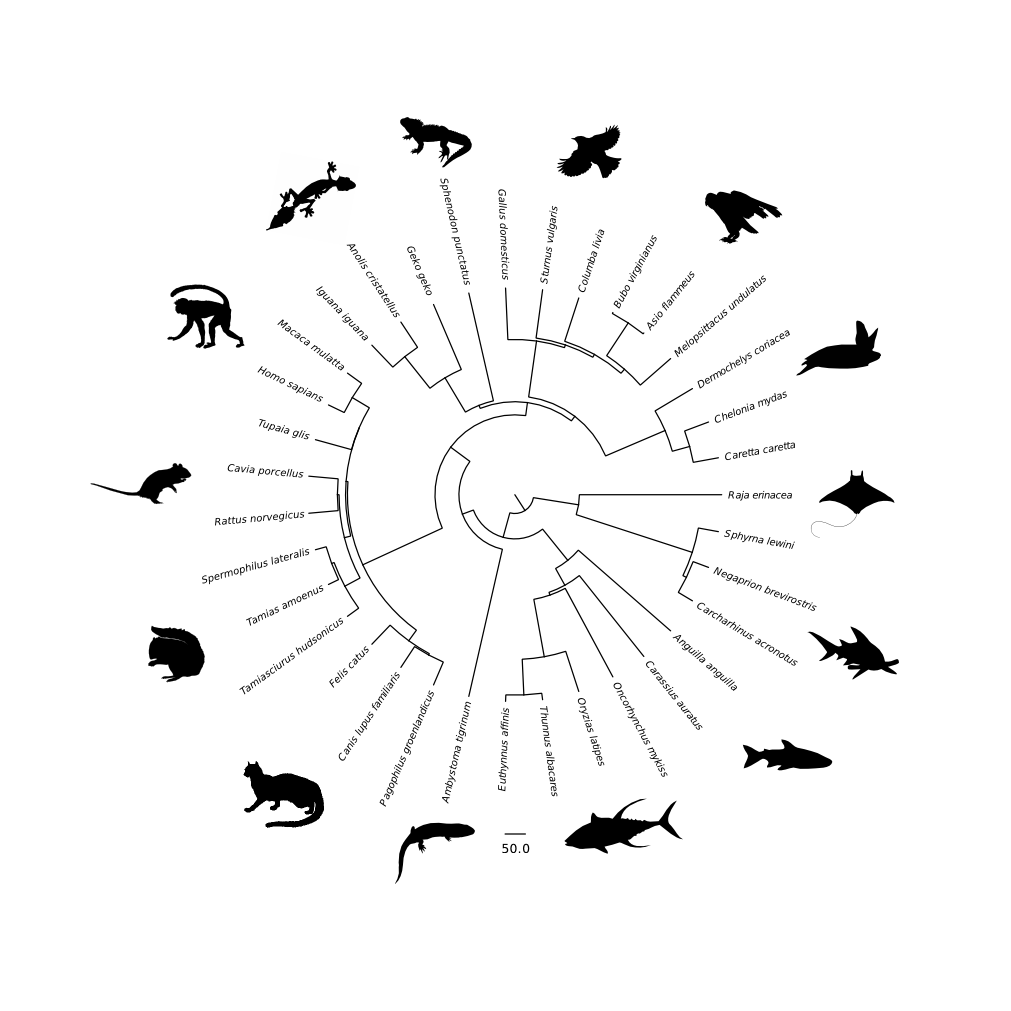 Sphenodon punctatus
Gallus domesticus
Sturnus vulgaris
Columba livia
Bubo virginianus
Asio flammeus
Melopsittacus undulatus
Dermochelys coriacea
Chelonia mydas
Caretta caretta
Raja erinacea
Sphyrna lewini
Negaprion brevirostris
Carcharhinus acronotus
Anguilla anguilla
Carassius auratus
Oncorhynchus mykiss
Oryzias latipes
Thunnus albacares
Euthynnus affinis
Ambystoma tigrinum
Pagophilus groenlandicus
Canis lupus familiaris
Felis catus
Tamiasciurus hudsonicus
Tamias amoenus
Spermophilus lateralis
Rattus norvegicus
Cavia porcellus
Tupaia glis
Homo sapiens
Macaca mulatta
Iguana iguana
Anolis cristatellus
Geko geko
50.0